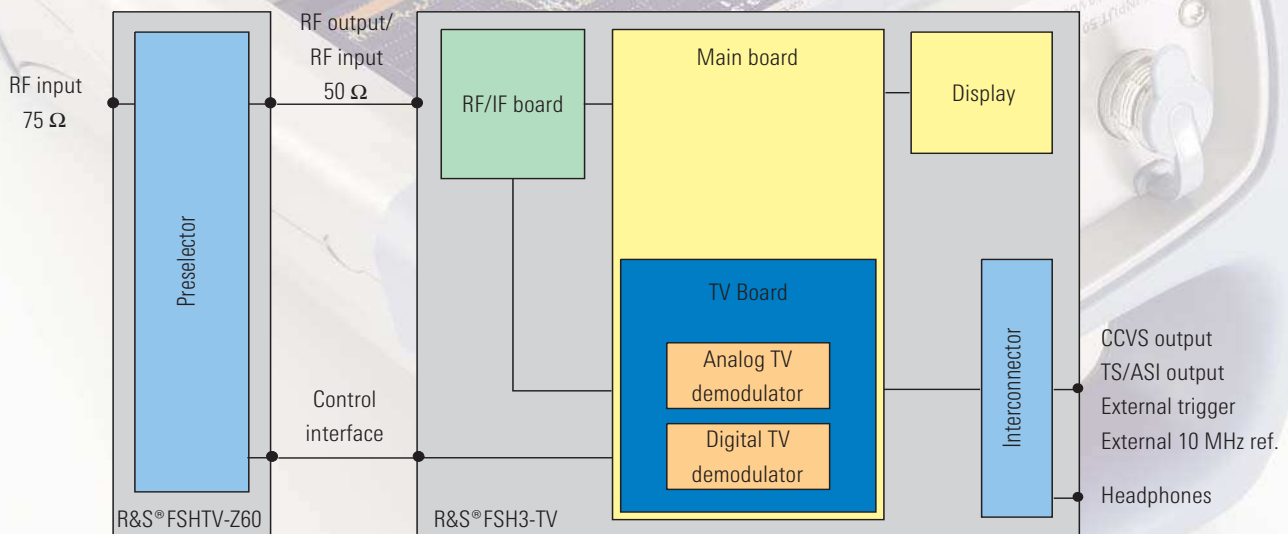 RF input
75 Ω
Preselector
R&S®FSHTV-Z60
RF output/
RF input
50 Ω
Control
interface
RF/IF board
Main board
Display
TV Board
Analog TV
demodulator
Digital TV
demodulator
Interconnector
R&S®FSH3-TV
CCVS output
TS/ASI output
External trigger
External 10 MHz ref.
Headphones